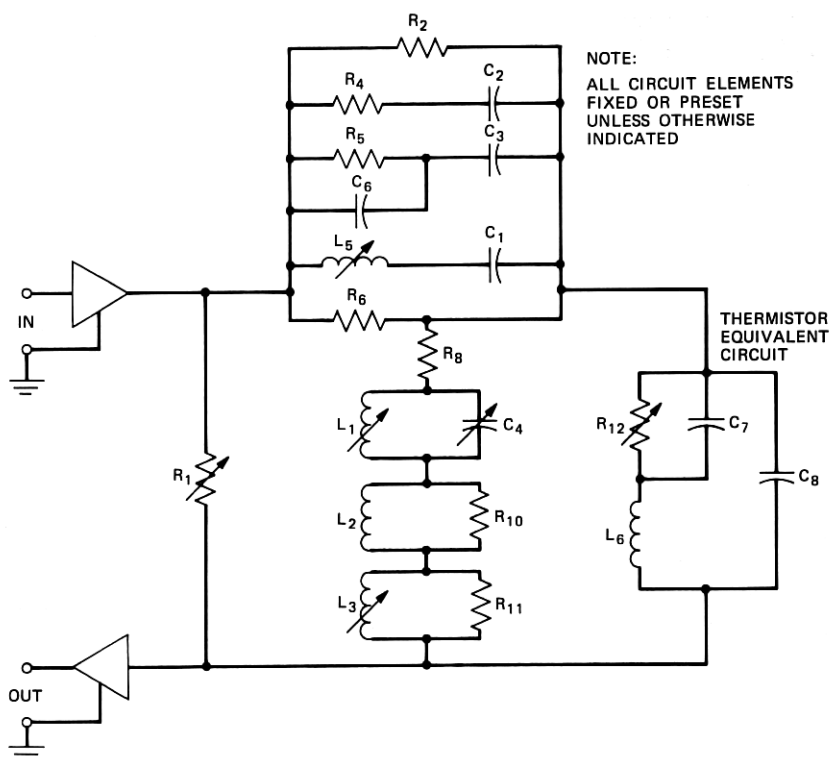 R2
NOTE:
ALL CIRCUIT ELEMENTS
FIXED OR PRESET
UNLESS OTHERWISE
INDICATED
R4
C2
R5
C3
C6
L5
C1
IN
R6
THERMISTOR
EQUIVALENT
CIRCUIT
R8
L1
C4
R12
C7
R1
C8
L2
R10
L6
L3
R11
OUT